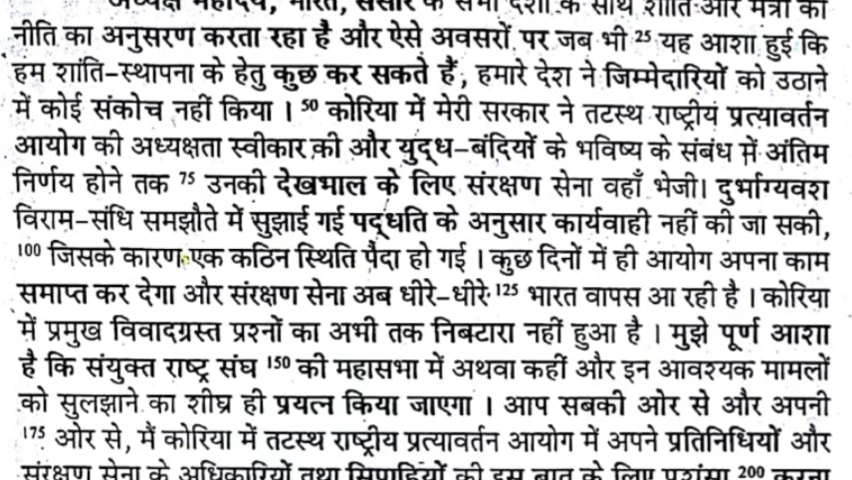 अध्यक्ष महोदय, भारत, संसार के सभी देशों के साथ शांति और मैत्री की
नीति का अनुसरण करता रहा है और ऐसे अवसरों पर जब भी 25 यह आशा हुई कि
हम शांति-स्थापना के हेतु कुछ कर सकते हैं, हमारे देश ने जिम्मेदारियों को उठाने
में कोई संकोच नहीं किया । 50 कोरिया में मेरी सरकार ने तटस्थ राष्ट्रीय प्रत्यावर्तन
आयोग की अध्यक्षता स्वीकार की और युद्ध-बंदियों के भविष्य के संबंध में अंतिम
निर्णय होने तक 75 उनकी देखभाल के लिए संरक्षण सेना वहाँ भेजी। दुर्भाग्यवश
विराम-संधि समझौते में सुझाई गई पद्धति के अनुसार कार्यवाही नहीं की जा सकी,
100 जिसके कारण एक कठिन स्थिति पैदा हो गई । कुछ दिनों में ही आयोग अपना काम
समाप्त कर देगा और संरक्षण सेना अब धीरे-धीरे 125 भारत वापस आ रही है । कोरिया
में प्रमुख विवादग्रस्त प्रश्नों का अभी तक निबटारा नहीं हुआ है । मुझे पूर्ण आशा
है कि संयुक्त राष्ट्र संघ 150 की महासभा में अथवा कहीं और इन आवश्यक मामलों
को सुलझाने का शीघ्र ही प्रयत्न किया जाएगा । आप सबकी ओर से और अपनी
175 ओर से, मैं कोरिया में तटस्थ राष्ट्रीय प्रत्यावर्तन आयोग में अपने प्रतिनिधियों और
संरक्षण सेना के अधिकारियों तथा सिपाहियों की इस बात के लिए प्रशंसा 200 करना